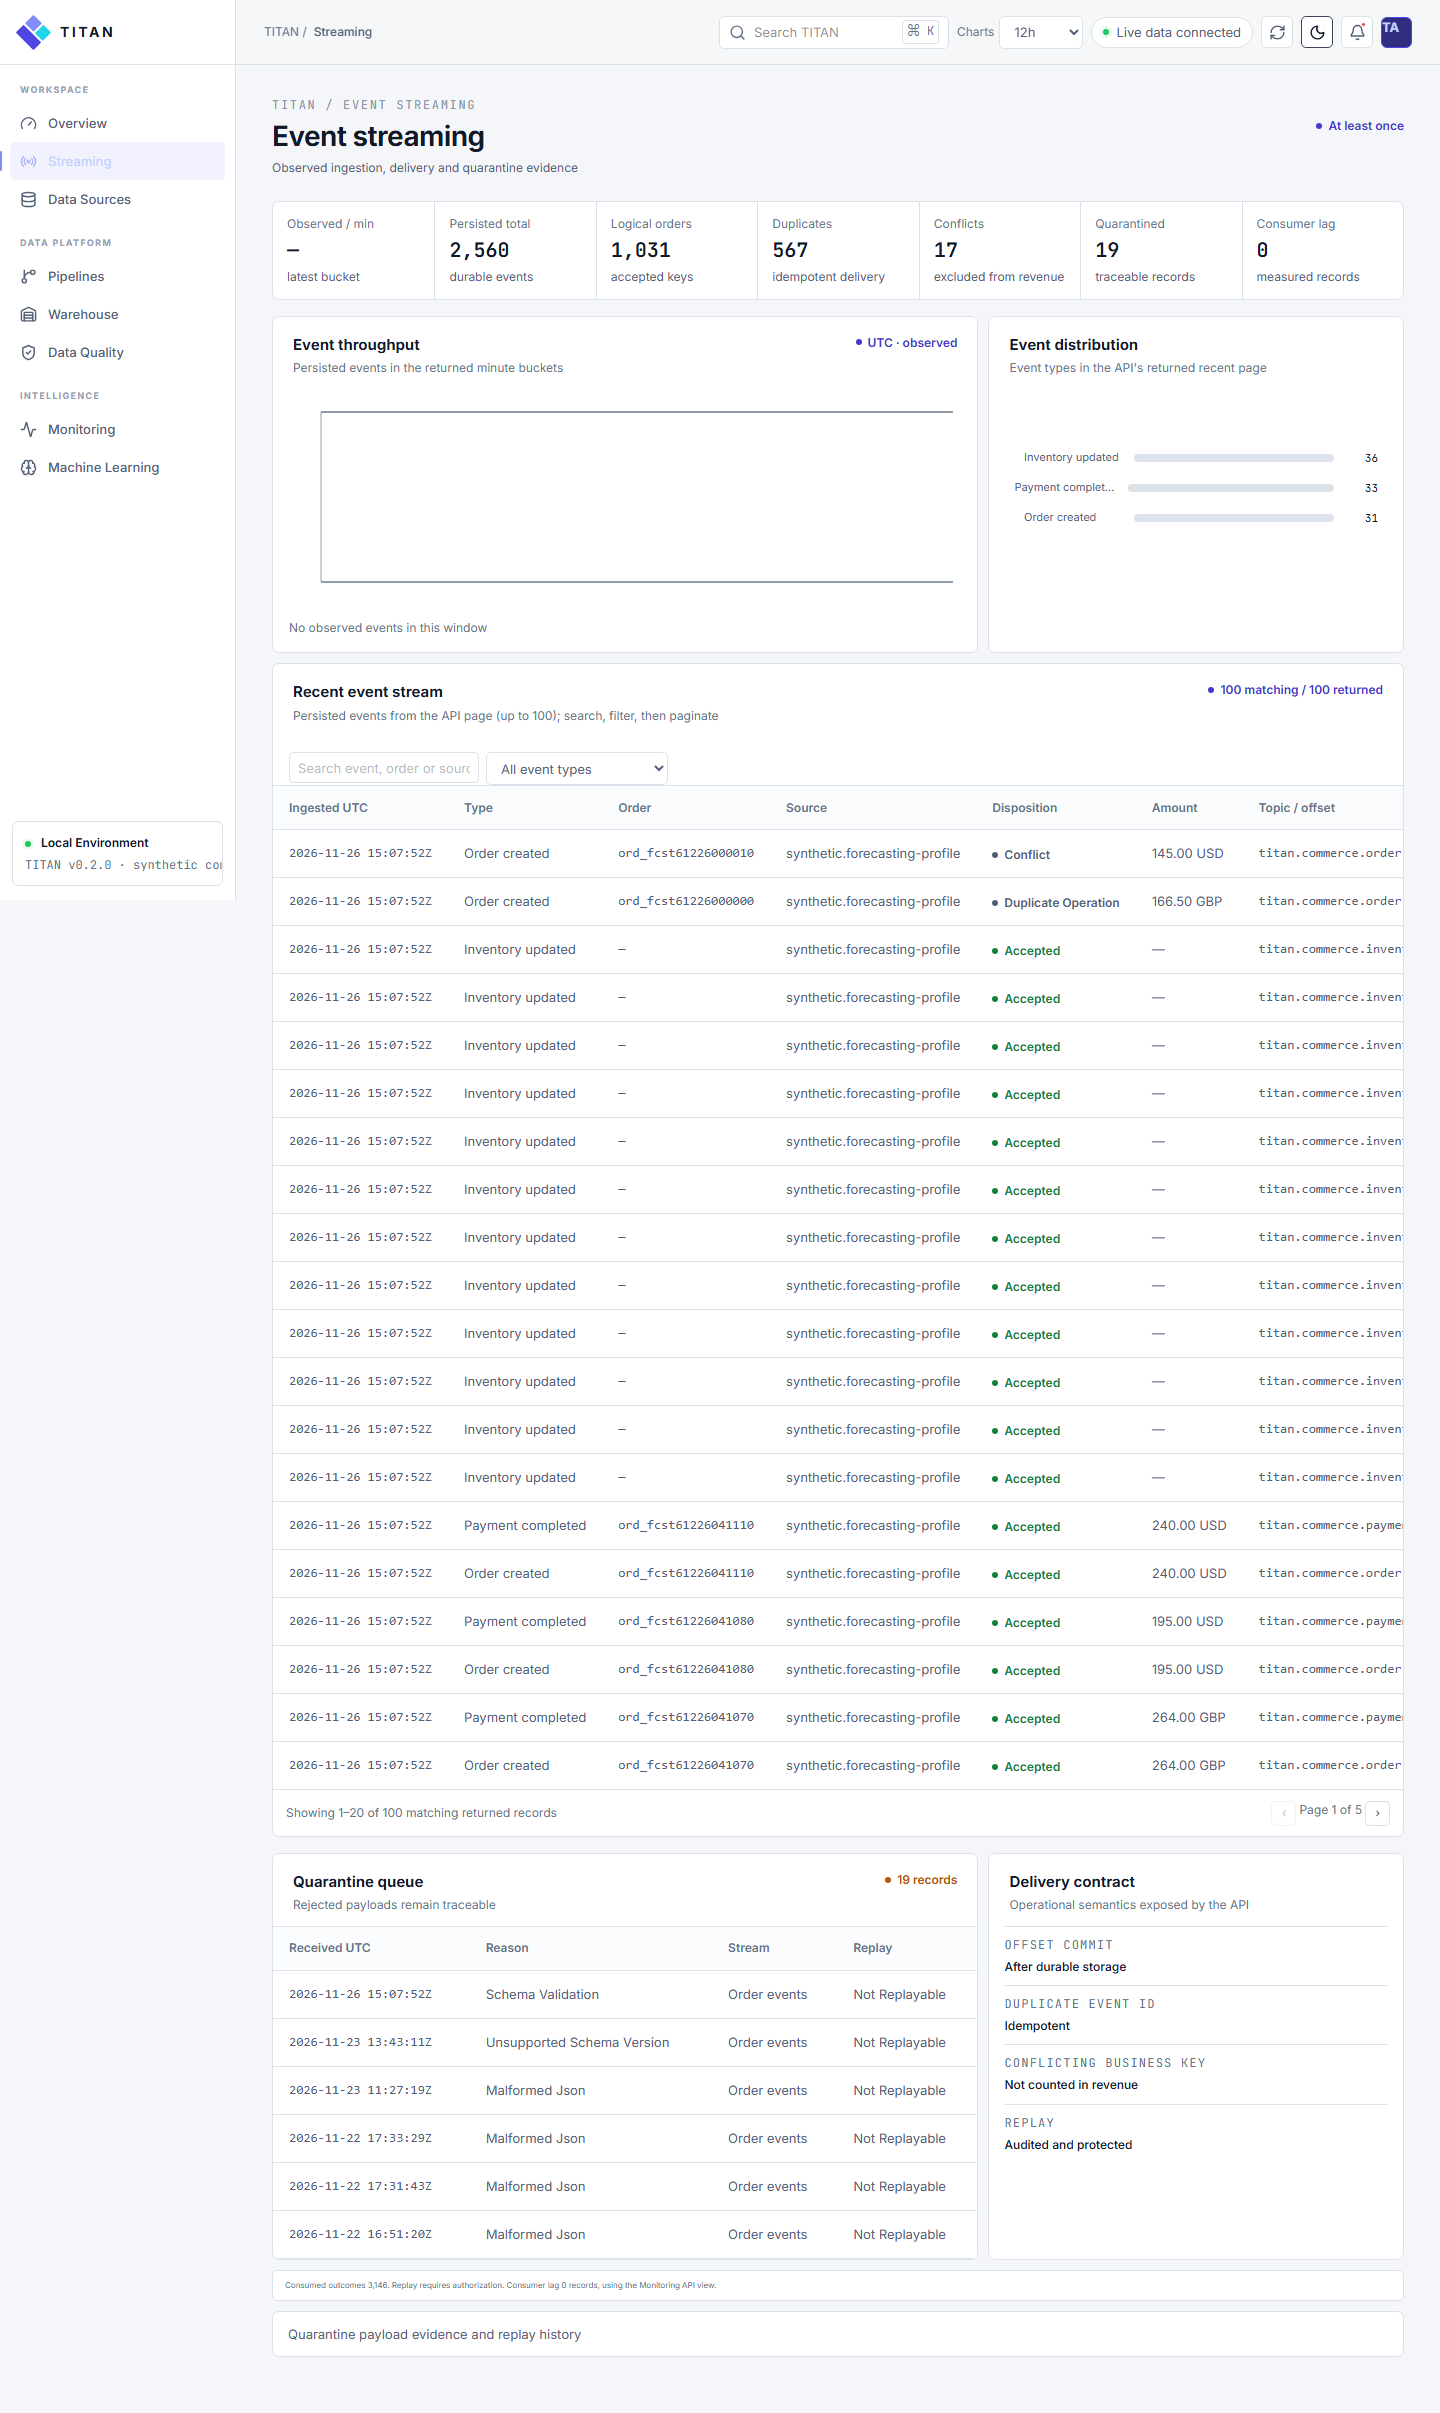 TITAN
TITAN / Streaming
Search TITAN
⌘ K
Charts
12h
Live data connected
TA
WORKSPACE
Overview
Streaming
Data Sources
DATA PLATFORM
Pipelines
Warehouse
Data Quality
INTELLIGENCE
Monitoring
Machine Learning
Local Environment
TITAN v0.2.0 · synthetic
TITAN / EVENT STREAMING
Event streaming
At least once
Observed ingestion, delivery and quarantine evidence
Observed / min
—
latest bucket
Persisted total
2,560
durable events
Logical orders
1,031
accepted keys
Duplicates
567
idempotent delivery
Conflicts
17
excluded from revenue
Quarantined
19
traceable records
Consumer lag
0
measured records
Event throughput
UTC · observed
Persisted events in the returned minute buckets
No observed events in this window
Event distribution
Event types in the API's returned recent page
Inventory updated 36
Payment complet... 33
Order created 31
Recent event stream
100 matching / 100 returned
Persisted events from the API page (up to 100); search, filter, then paginate
Search event, order or sourc
All event types
Ingested UTC Type Order Source Disposition Amount Topic / offset
2026-11-26 15:07:52Z Order created ord_fcst61226000010 synthetic.forecasting-profile Conflict 145.00 USD titan.commerce.order
2026-11-26 15:07:52Z Order created ord_fcst61226000000 synthetic.forecasting-profile Duplicate Operation 166.50 GBP titan.commerce.order
2026-11-26 15:07:52Z Inventory updated — synthetic.forecasting-profile Accepted — titan.commerce.inven
2026-11-26 15:07:52Z Inventory updated — synthetic.forecasting-profile Accepted — titan.commerce.inven
2026-11-26 15:07:52Z Inventory updated — synthetic.forecasting-profile Accepted — titan.commerce.inven
2026-11-26 15:07:52Z Inventory updated — synthetic.forecasting-profile Accepted — titan.commerce.inven
2026-11-26 15:07:52Z Inventory updated — synthetic.forecasting-profile Accepted — titan.commerce.inven
2026-11-26 15:07:52Z Inventory updated — synthetic.forecasting-profile Accepted — titan.commerce.inven
2026-11-26 15:07:52Z Inventory updated — synthetic.forecasting-profile Accepted — titan.commerce.inven
2026-11-26 15:07:52Z Inventory updated — synthetic.forecasting-profile Accepted — titan.commerce.inven
2026-11-26 15:07:52Z Inventory updated — synthetic.forecasting-profile Accepted — titan.commerce.inven
2026-11-26 15:07:52Z Inventory updated — synthetic.forecasting-profile Accepted — titan.commerce.inven
2026-11-26 15:07:52Z Inventory updated — synthetic.forecasting-profile Accepted — titan.commerce.inven
2026-11-26 15:07:52Z Inventory updated — synthetic.forecasting-profile Accepted — titan.commerce.inven
2026-11-26 15:07:52Z Payment completed ord_fcst61226041110 synthetic.forecasting-profile Accepted 240.00 USD titan.commerce.payme
2026-11-26 15:07:52Z Order created ord_fcst61226041110 synthetic.forecasting-profile Accepted 240.00 USD titan.commerce.order
2026-11-26 15:07:52Z Payment completed ord_fcst61226041080 synthetic.forecasting-profile Accepted 195.00 USD titan.commerce.payme
2026-11-26 15:07:52Z Order created ord_fcst61226041080 synthetic.forecasting-profile Accepted 195.00 USD titan.commerce.order
2026-11-26 15:07:52Z Payment completed ord_fcst61226041070 synthetic.forecasting-profile Accepted 264.00 GBP titan.commerce.payme
2026-11-26 15:07:52Z Order created ord_fcst61226041070 synthetic.forecasting-profile Accepted 264.00 GBP titan.commerce.order
Showing 1–20 of 100 matching returned records
‹ Page 1 of 5 ›
Quarantine queue
19 records
Rejected payloads remain traceable
Received UTC Reason Stream Replay
2026-11-26 15:07:52Z Schema Validation Order events Not Replayable
2026-11-23 13:43:11Z Unsupported Schema Version Order events Not Replayable
2026-11-23 11:27:19Z Malformed Json Order events Not Replayable
2026-11-22 17:33:29Z Malformed Json Order events Not Replayable
2026-11-22 17:31:43Z Malformed Json Order events Not Replayable
2026-11-22 16:51:20Z Malformed Json Order events Not Replayable
Delivery contract
Operational semantics exposed by the API
OFFSET COMMIT
After durable storage
DUPLICATE EVENT ID
Idempotent
CONFLICTING BUSINESS KEY
Not counted in revenue
REPLAY
Audited and protected
Consumed outcomes 3,146. Replay requires authorization. Consumer lag 0 records, using the Monitoring API view.
Quarantine payload evidence and replay history